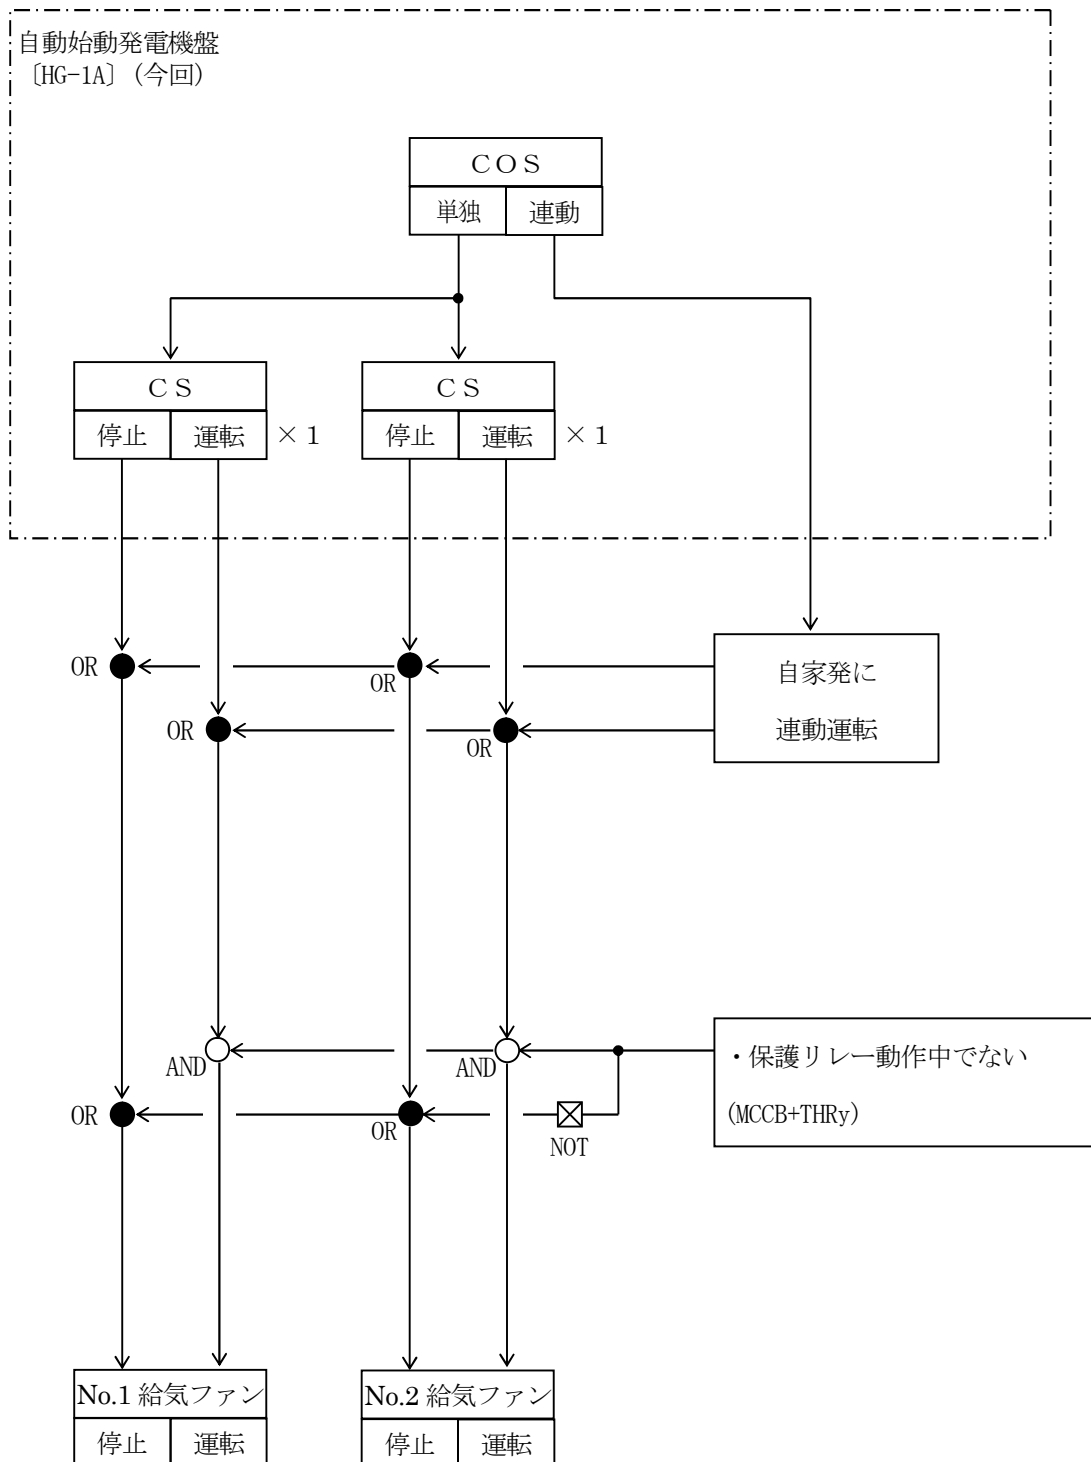 自動始動発電機盤
〔HG-1A〕(今回)
ＣＯＳ
単独 連動
ＣＳ
停止 運転 ×１
ＣＳ
停止 運転 ×１
OR
OR
自家発に
連動運転
OR
OR
AND
AND
・保護リレー動作中でない
(MCCB+THRy)
OR
OR
NOT
No.1 給気ファン
停止 運転
No.2 給気ファン
停止 運転